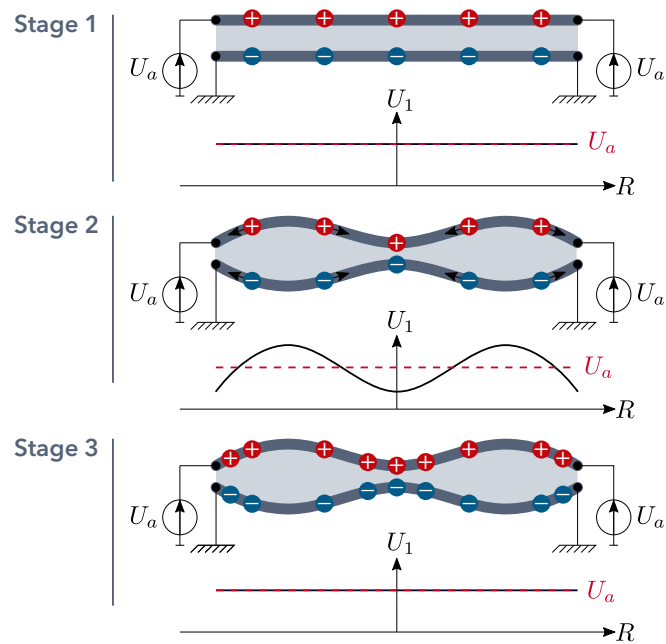 Stage 1
+ + + + +
U_a U_a
− − − − −
U_1
U_a
R
Stage 2
+ + + + +
− − − − −
U_a U_a
U_1
U_a
R
Stage 3
+ + + + + + + + +
− − − − − − − − −
U_a U_a
U_1
U_a
R